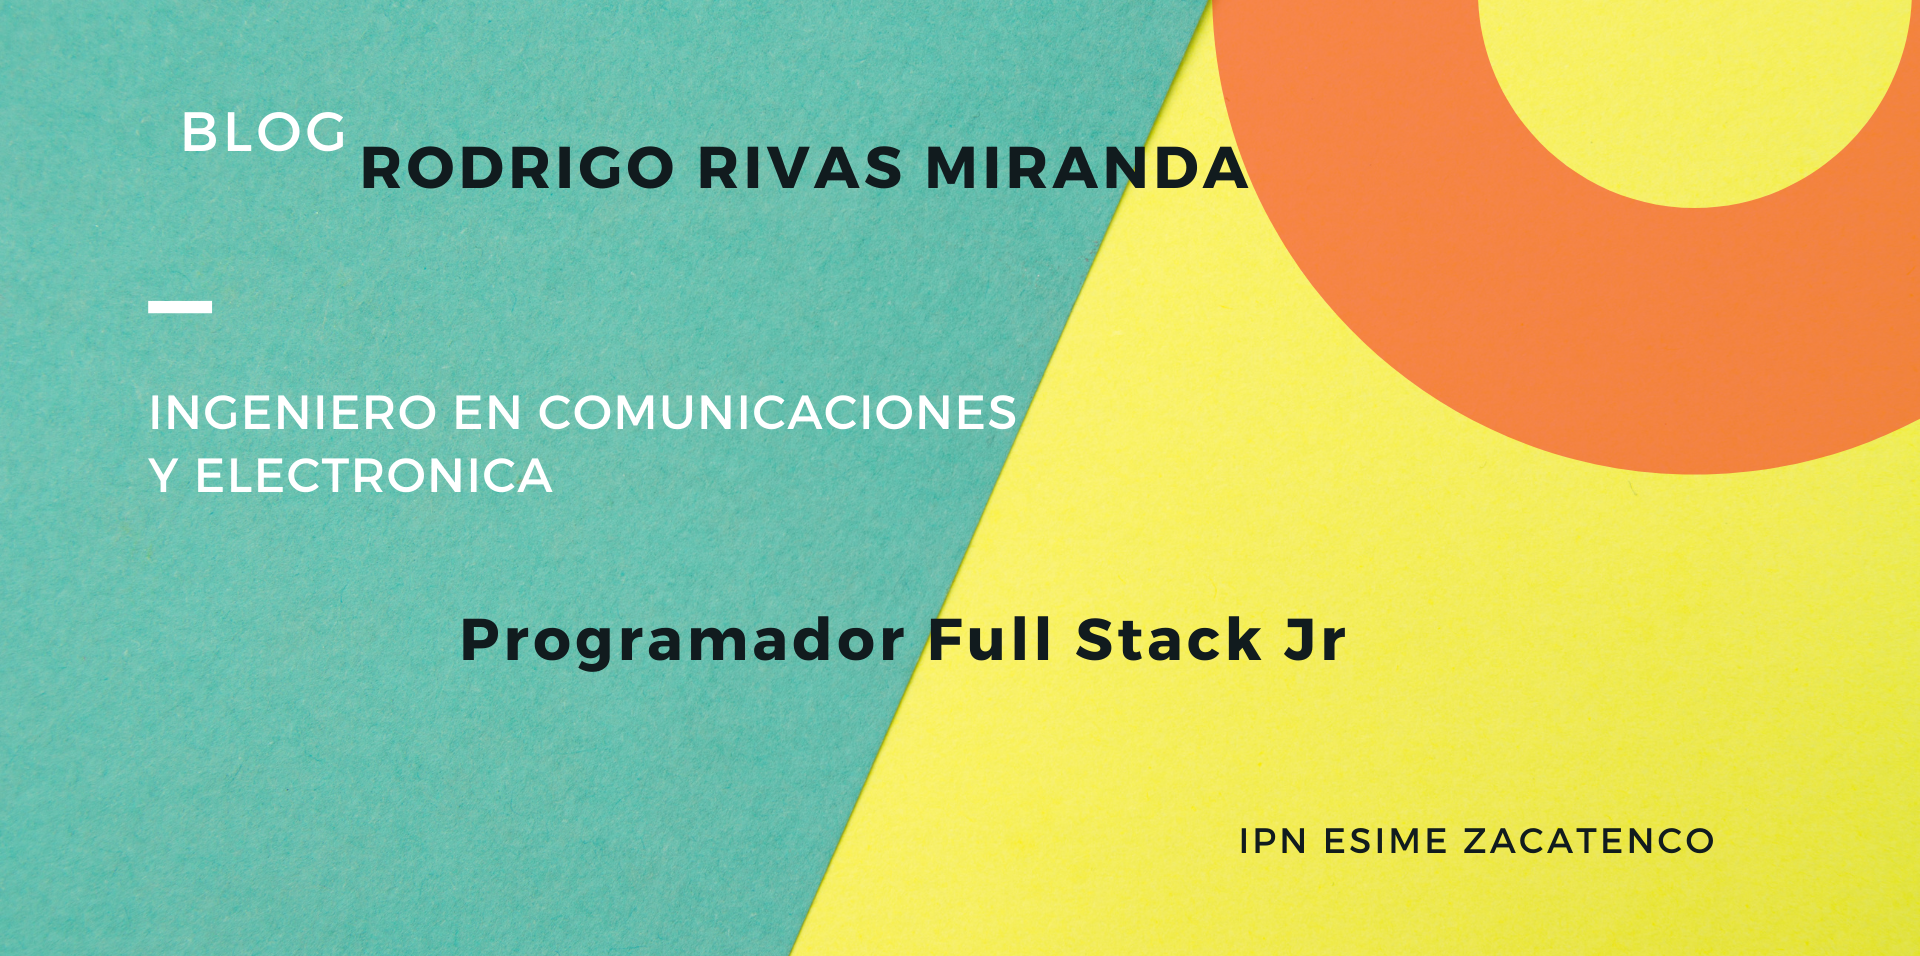 BLOG
RODRIGO RIVAS MIRANDA
INGENIERO EN COMUNICACIONES
Y ELECTRONICA
Programador Full Stack Jr
IPN ESIME ZACATENCO